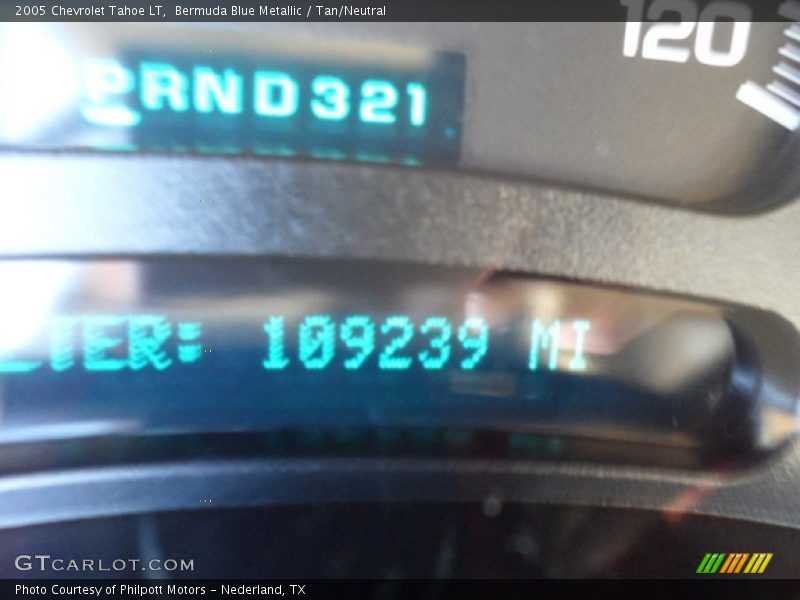 2005 Chevrolet Tahoe LT, Bermuda Blue Metallic / Tan/Neutral
120
PRND321
109239 MI
GTCARLOT.COM
Photo Courtesy of Philpott Motors - Nederland, TX